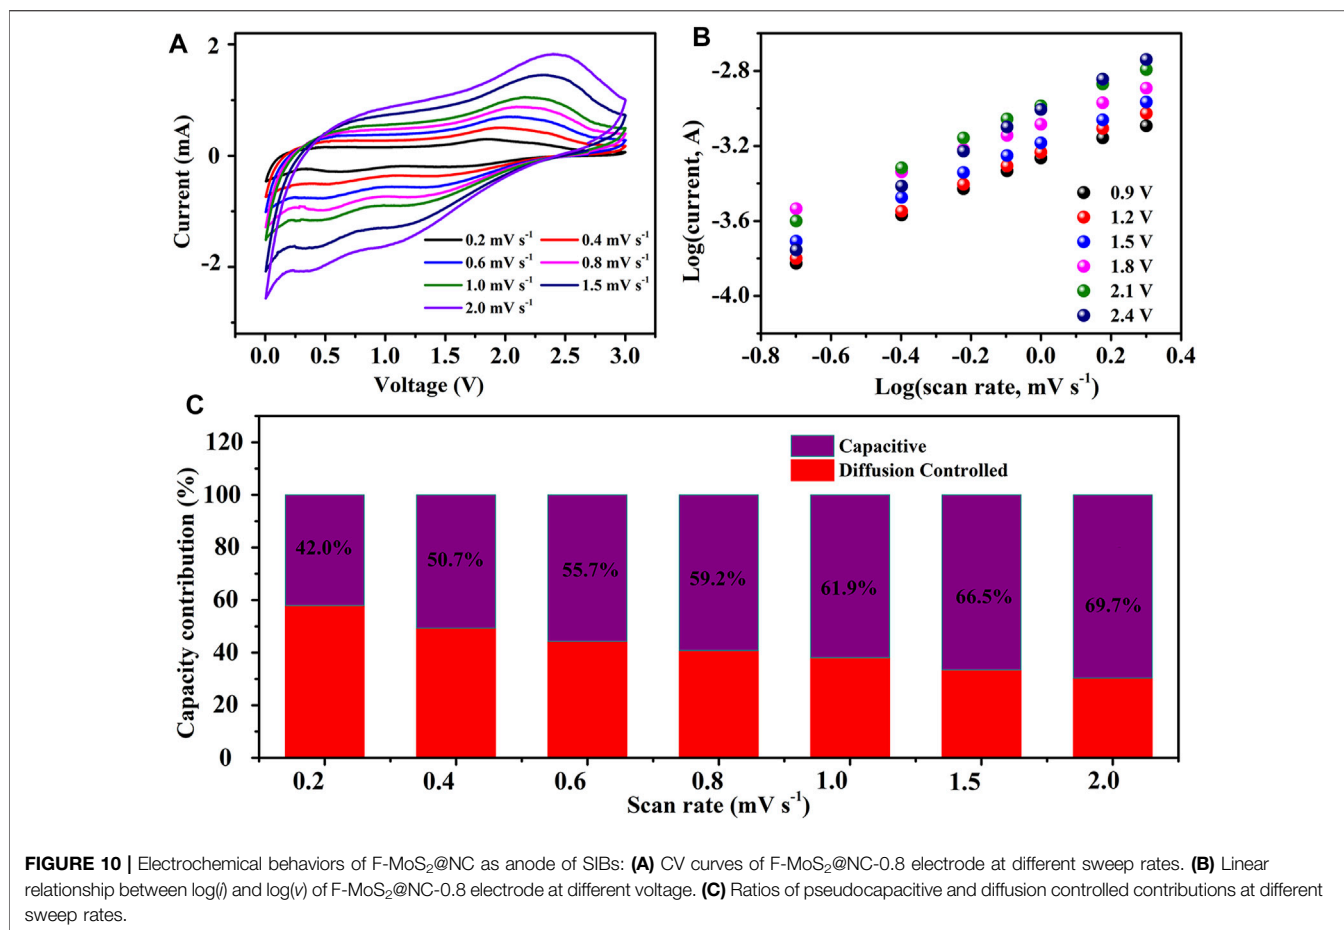 A
2
0
-2
Current (mA)
0.2 mV s⁻¹
0.4 mV s⁻¹
0.6 mV s⁻¹
0.8 mV s⁻¹
1.0 mV s⁻¹
1.5 mV s⁻¹
2.0 mV s⁻¹
0.0 0.5 1.0 1.5 2.0 2.5 3.0
Voltage (V)
B
-2.8
-3.2
-3.6
-4.0
Log(current, A)
0.9 V
1.2 V
1.5 V
1.8 V
2.1 V
2.4 V
-0.8 -0.6 -0.4 -0.2 0.0 0.2 0.4
Log(scan rate, mV s⁻¹)
C
120
100
80
60
40
20
0
Capacity contribution (%)
Capacitive
Diffusion Controlled
42.0% 50.7% 55.7% 59.2% 61.9% 66.5% 69.7%
0.2 0.4 0.6 0.8 1.0 1.5 2.0
Scan rate (mV s⁻¹)
FIGURE 10 | Electrochemical behaviors of F-MoS₂@NC as anode of SIBs: (A) CV curves of F-MoS₂@NC-0.8 electrode at different sweep rates. (B) Linear
relationship between log(i) and log(v) of F-MoS₂@NC-0.8 electrode at different voltage. (C) Ratios of pseudocapacitive and diffusion controlled contributions at different
sweep rates.